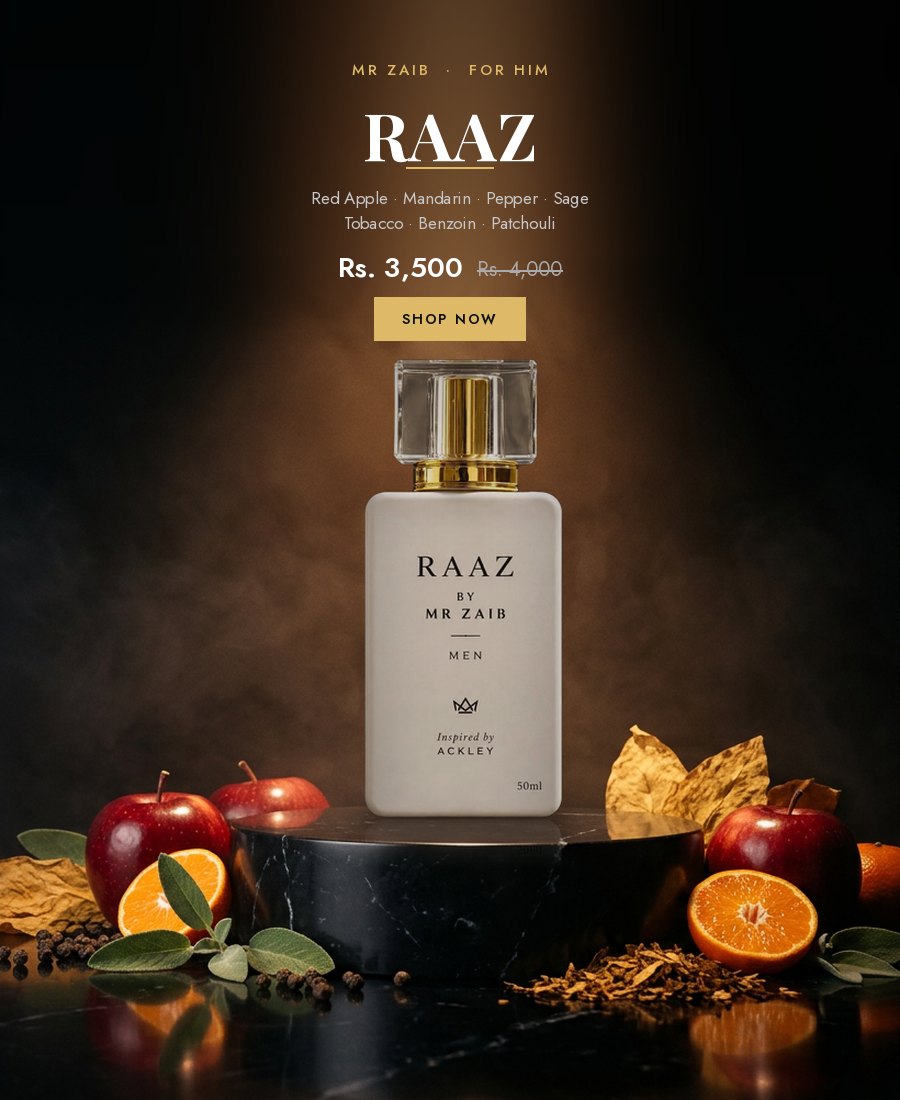 MR ZAIB · FOR HIM
RAAZ
Red Apple · Mandarin · Pepper · Sage
Tobacco · Benzoin · Patchouli
Rs. 3,500 Rs. 4,000
SHOP NOW
RAAZ
BY
MR ZAIB
MEN
Inspired by
ACKLEY
50ml